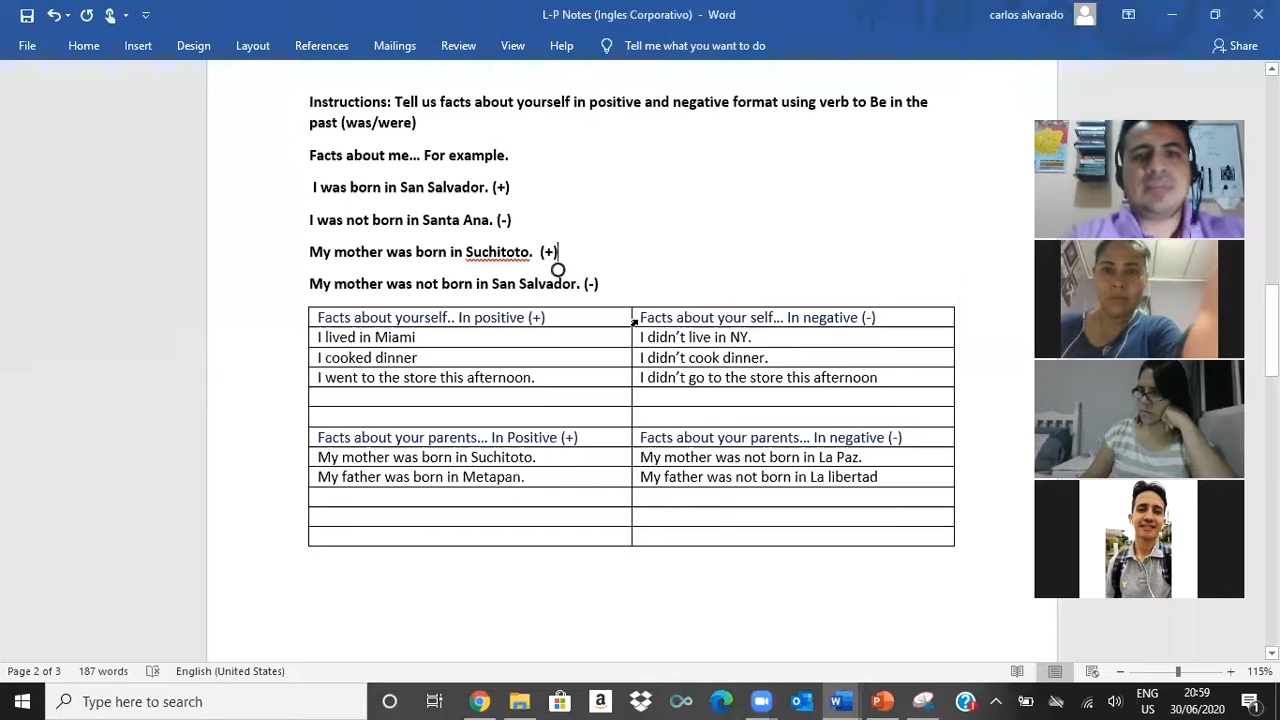 L-P Notes (Ingles Corporativo) - Word
carlos alvarado
File Home Insert Design Layout References Mailings Review View Help Tell me what you want to do Share
Instructions: Tell us facts about yourself in positive and negative format using verb to Be in the
past (was/were)
Facts about me... For example.
I was born in San Salvador. (+)
I was not born in Santa Ana. (-)
My mother was born in Suchitoto. (+)
My mother was not born in San Salvador. (-)
Facts about yourself.. In positive (+) Facts about your self... In negative (-)
I lived in Miami I didn't live in NY.
I cooked dinner I didn't cook dinner.
I went to the store this afternoon. I didn't go to the store this afternoon
Facts about your parents... In Positive (+) Facts about your parents... In negative (-)
My mother was born in Suchitoto. My mother was not born in La Paz.
My father was born in Metapan. My father was not born in La libertad
Page 2 of 3 187 words English (United States) 115%
Type here to search
ENG 20:59
US 30/06/2020